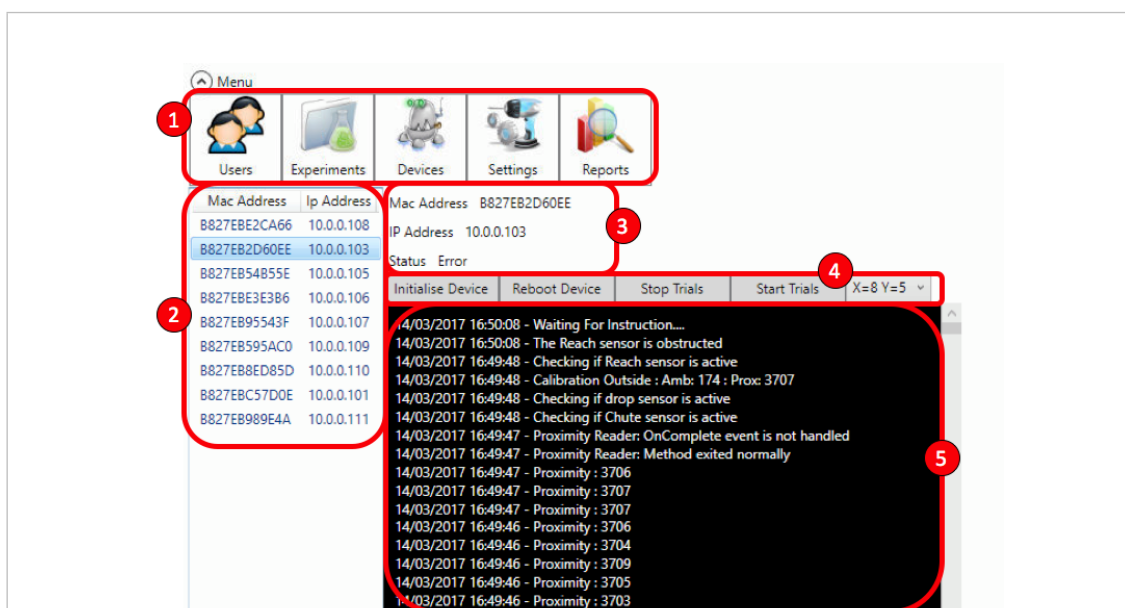 Menu
1
Users Experiments Devices Settings Reports
2
Mac Address Ip Address
B827EBE2CA66 10.0.0.108
B827EB2D60EE 10.0.0.103
B827EB54B55E 10.0.0.105
B827EBE3E3B6 10.0.0.106
B827EB95543F 10.0.0.107
B827EB595AC0 10.0.0.109
B827EB8ED85D 10.0.0.110
B827EBC57D0E 10.0.0.101
B827EB989E4A 10.0.0.111
3
Mac Address B827EB2D60EE
IP Address 10.0.0.103
Status Error
4
Initialise Device Reboot Device Stop Trials Start Trials X=8 Y=5
5
14/03/2017 16:50:08 - Waiting For Instruction....
14/03/2017 16:50:08 - The Reach sensor is obstructed
14/03/2017 16:49:48 - Checking if Reach sensor is active
14/03/2017 16:49:48 - Calibration Outside : Amb: 174 : Prox: 3707
14/03/2017 16:49:48 - Checking if drop sensor is active
14/03/2017 16:49:48 - Checking if Chute sensor is active
14/03/2017 16:49:47 - Proximity Reader: OnComplete event is not handled
14/03/2017 16:49:47 - Proximity Reader: Method exited normally
14/03/2017 16:49:47 - Proximity : 3706
14/03/2017 16:49:47 - Proximity : 3707
14/03/2017 16:49:47 - Proximity : 3707
14/03/2017 16:49:46 - Proximity : 3706
14/03/2017 16:49:46 - Proximity : 3704
14/03/2017 16:49:46 - Proximity : 3709
14/03/2017 16:49:46 - Proximity : 3705
14/03/2017 16:49:46 - Proximity : 3703